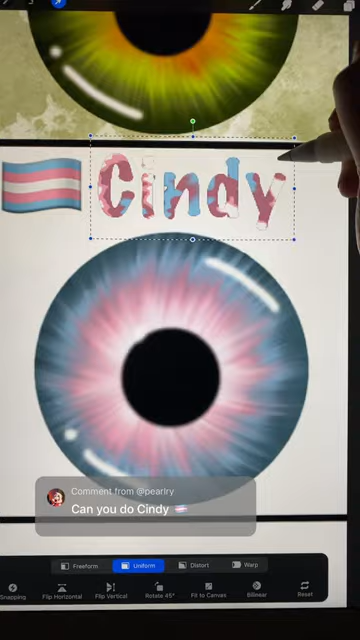 Cindy
Comment from @pearlry
Can you do Cindy
Freeform
Uniform
Distort
Warp
Snapping
Flip Horizontal
Flip Vertical
Rotate 45°
Fit to Canvas
Bilinear
Reset